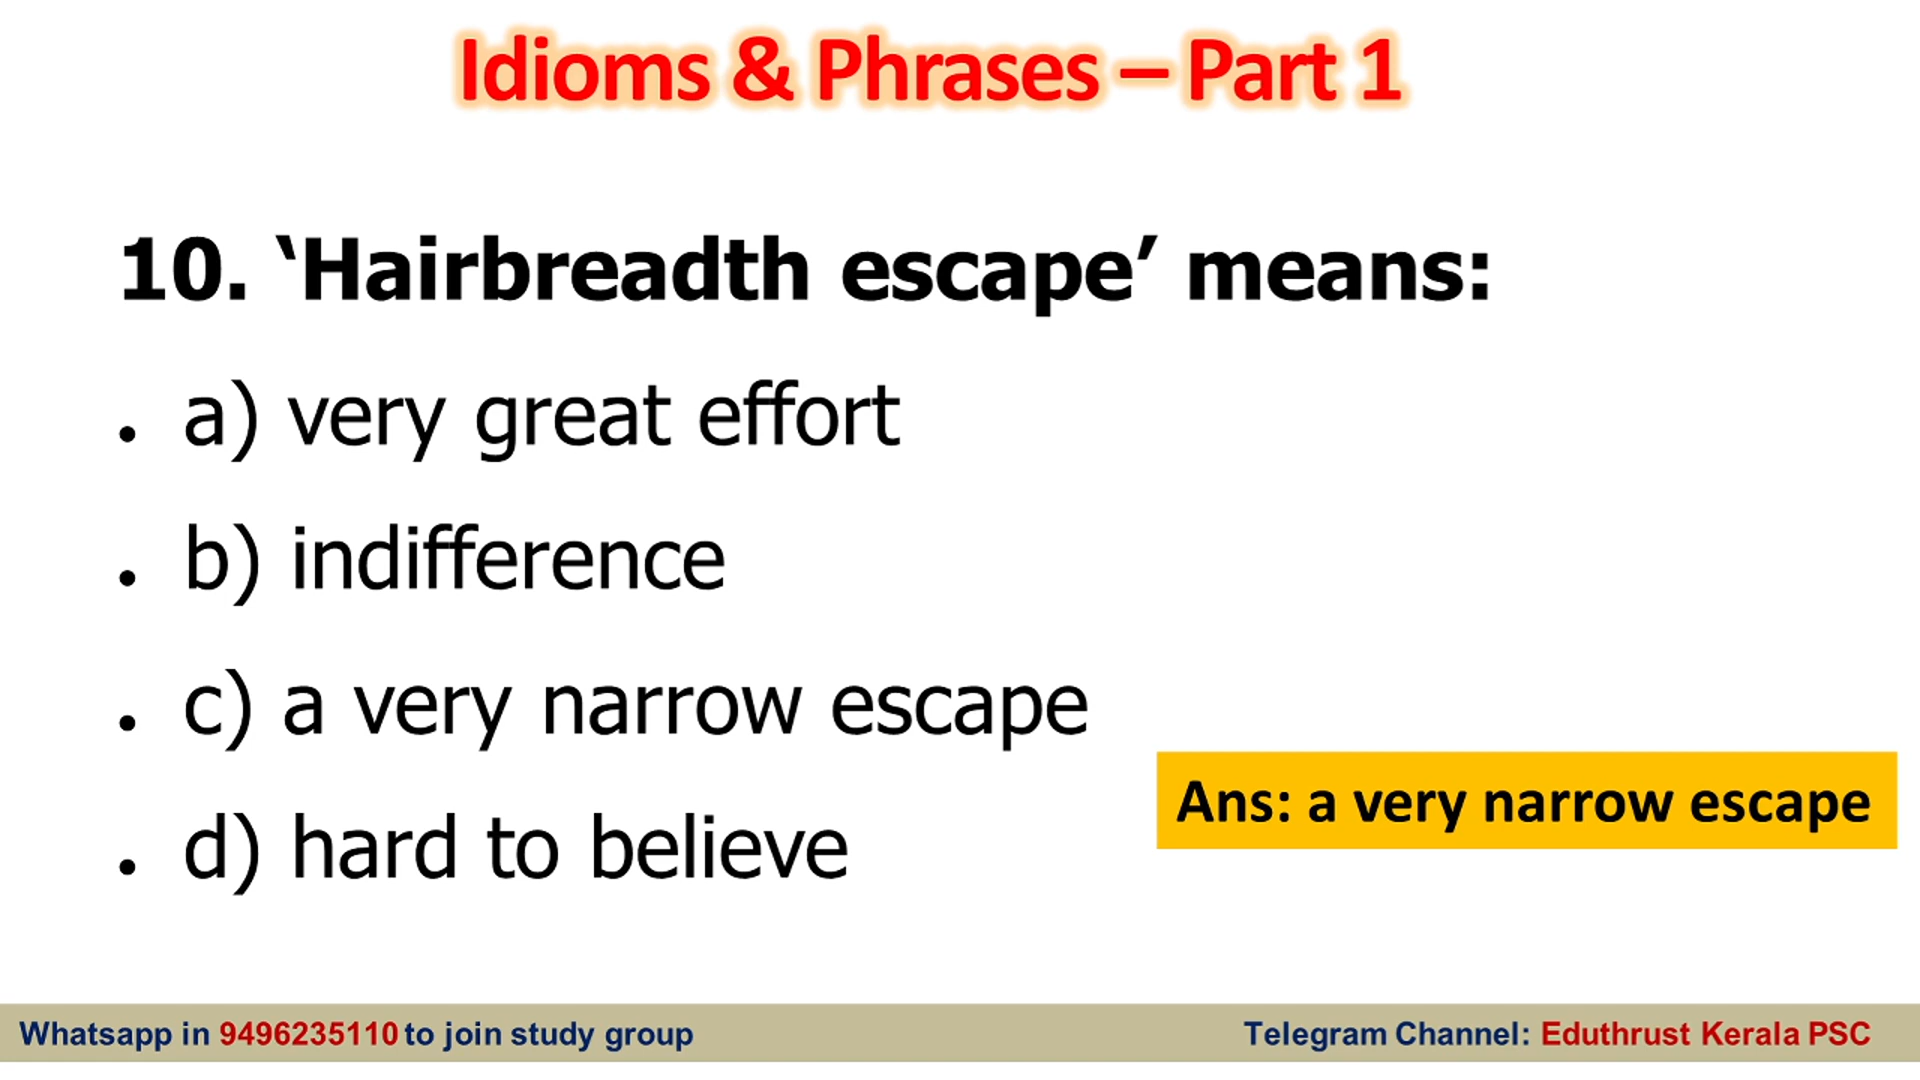 Idioms & Phrases – Part 1
10. ‘Hairbreadth escape’ means:
• a) very great effort
• b) indifference
• c) a very narrow escape
• d) hard to believe
Ans: a very narrow escape
Whatsapp in 9496235110 to join study group
Telegram Channel: Eduthrust Kerala PSC